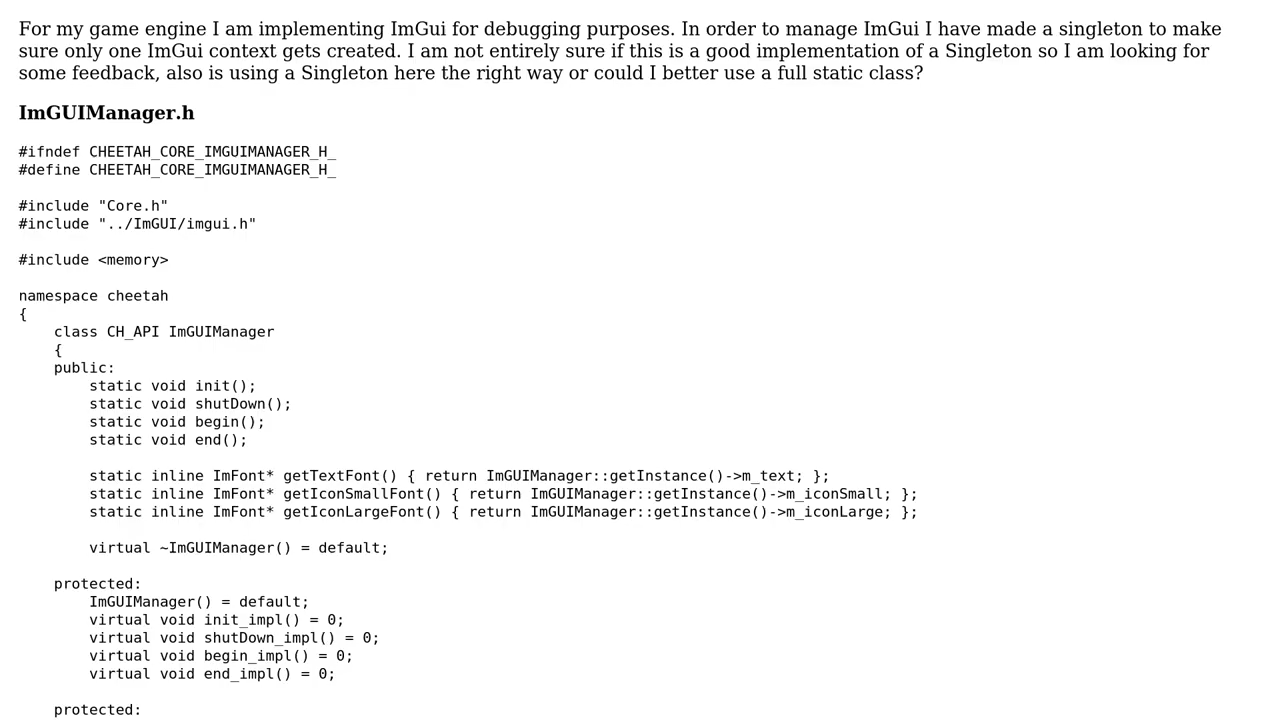 For my game engine I am implementing ImGui for debugging purposes. In order to manage ImGui I have made a singleton to make
sure only one ImGui context gets created. I am not entirely sure if this is a good implementation of a Singleton so I am looking for
some feedback, also is using a Singleton here the right way or could I better use a full static class?
ImGUIManager.h
#ifndef CHEETAH_CORE_IMGUIMANAGER_H_
#define CHEETAH_CORE_IMGUIMANAGER_H_
#include "Core.h"
#include "../ImGUI/imgui.h"
#include <memory>
namespace cheetah
{
    class CH_API ImGUIManager
    {
    public:
        static void init();
        static void shutDown();
        static void begin();
        static void end();
        static inline ImFont* getTextFont() { return ImGUIManager::getInstance()->m_text; };
        static inline ImFont* getIconSmallFont() { return ImGUIManager::getInstance()->m_iconSmall; };
        static inline ImFont* getIconLargeFont() { return ImGUIManager::getInstance()->m_iconLarge; };
        virtual ~ImGUIManager() = default;
    protected:
        ImGUIManager() = default;
        virtual void init_impl() = 0;
        virtual void shutDown_impl() = 0;
        virtual void begin_impl() = 0;
        virtual void end_impl() = 0;
    protected: